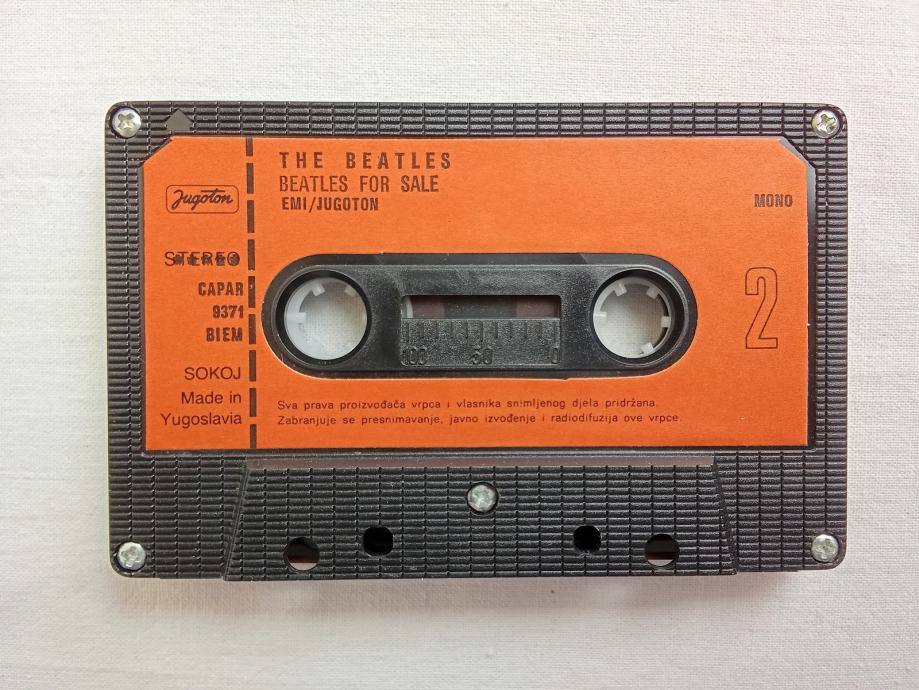 Jugoton
STEREO
CAPAR
9371
BIEM
SOKOJ
Made in
Yugoslavia
THE BEATLES
BEATLES FOR SALE
EMI/JUGOTON
MONO
2
100 50 0
Sva prava proizvođača vrpca i vlasnika snimljenog djela pridržana.
Zabranjuje se presnimavanje, javno izvođenje i radiodifuzija ove vrpce.